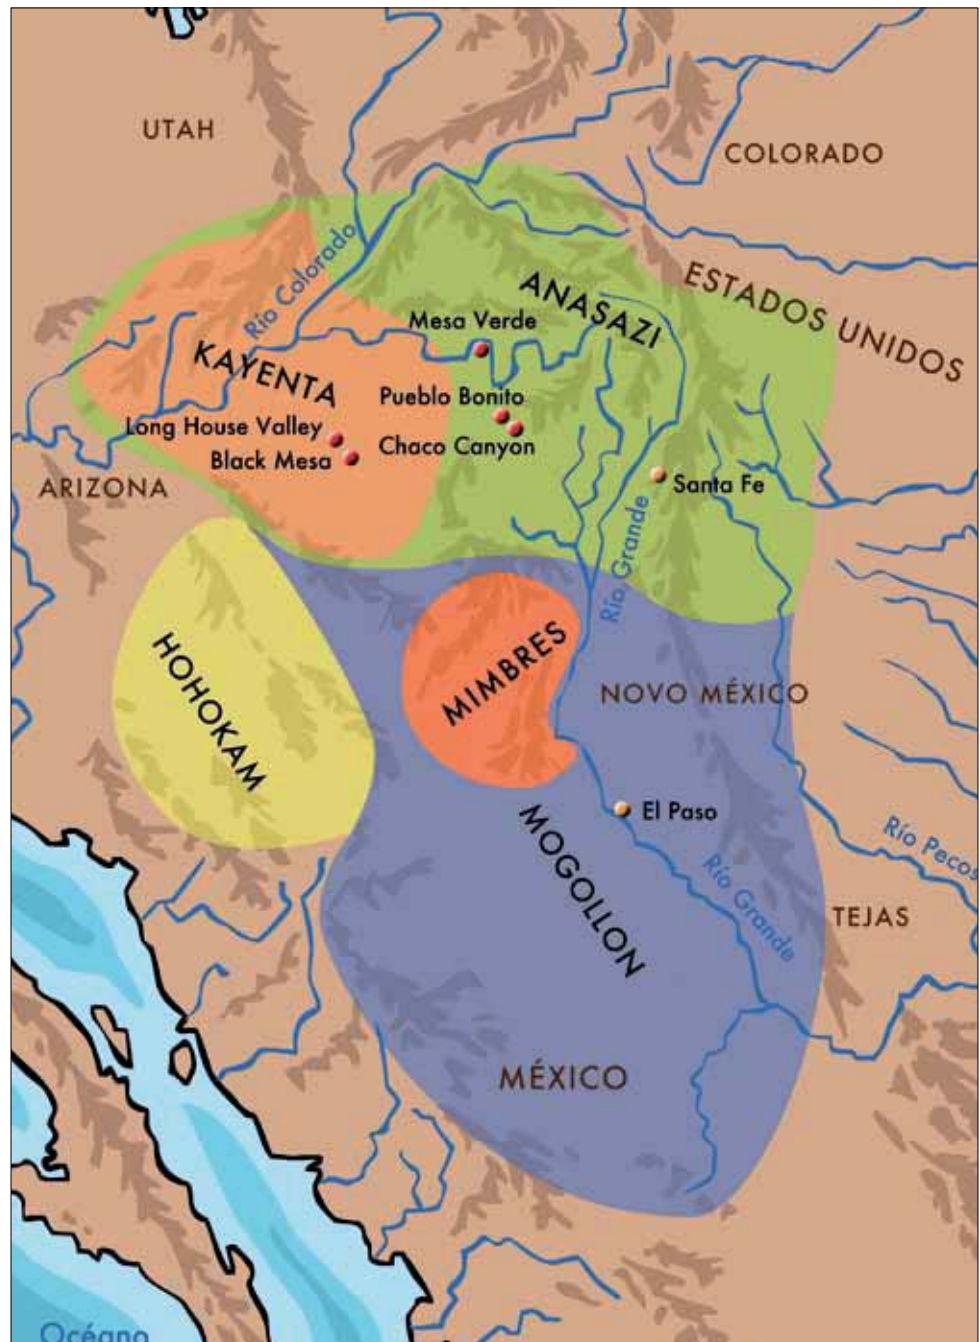 UTAH
COLORADO
Río Colorado
ANASAZI
ESTADOS UNIDOS
Mesa Verde
KAYENTA
Pueblo Bonito
Long House Valley
Chaco Canyon
Black Mesa
ARIZONA
Santa Fe
Río Grande
HOHOKAM
MIMBRES
NOVO MÉXICO
El Paso
MOGOLLON
Río Pecos
Río Grande
TEJAS
MÉXICO
Océano